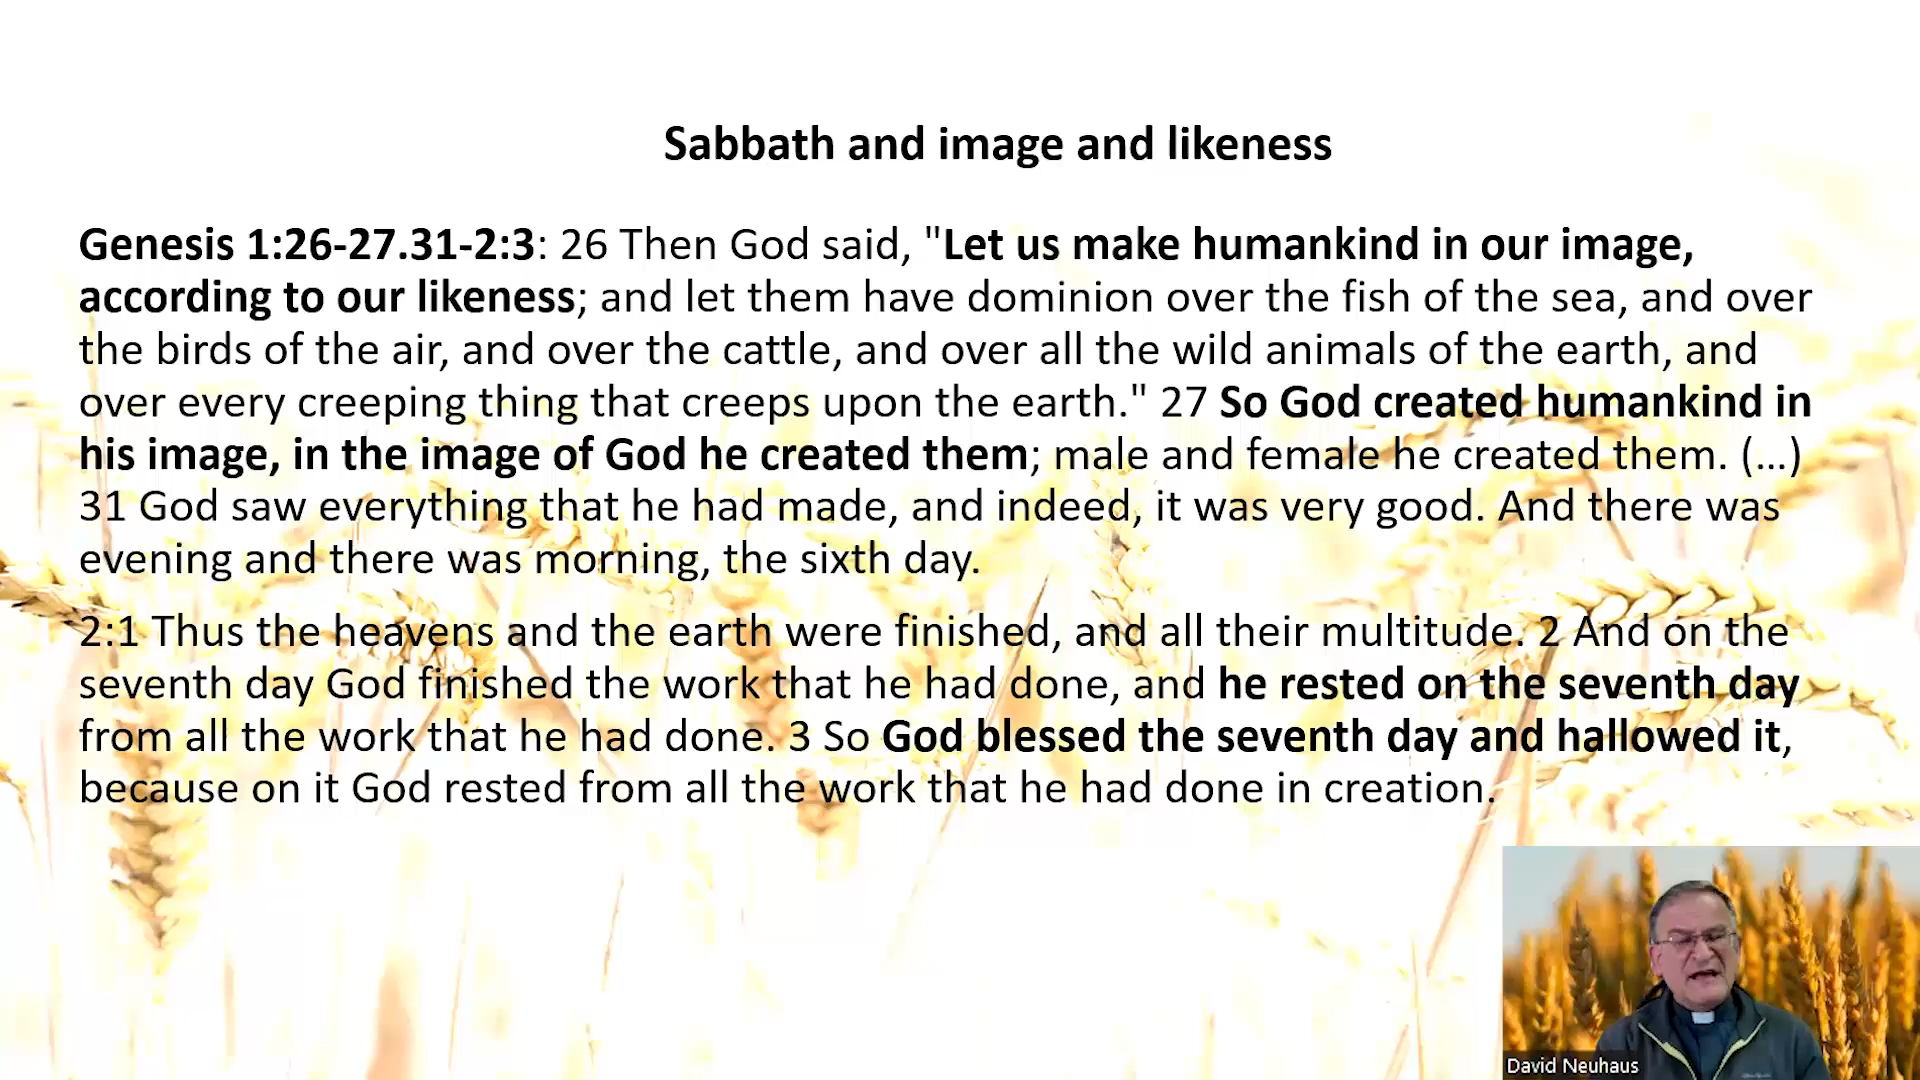 Sabbath and image and likeness
Genesis 1:26-27.31-2:3: 26 Then God said, "Let us make humankind in our image,
according to our likeness; and let them have dominion over the fish of the sea, and over
the birds of the air, and over the cattle, and over all the wild animals of the earth, and
over every creeping thing that creeps upon the earth." 27 So God created humankind in
his image, in the image of God he created them; male and female he created them. (...)
31 God saw everything that he had made, and indeed, it was very good. And there was
evening and there was morning, the sixth day.
2:1 Thus the heavens and the earth were finished, and all their multitude. 2 And on the
seventh day God finished the work that he had done, and he rested on the seventh day
from all the work that he had done. 3 So God blessed the seventh day and hallowed it,
because on it God rested from all the work that he had done in creation.
David Neuhaus